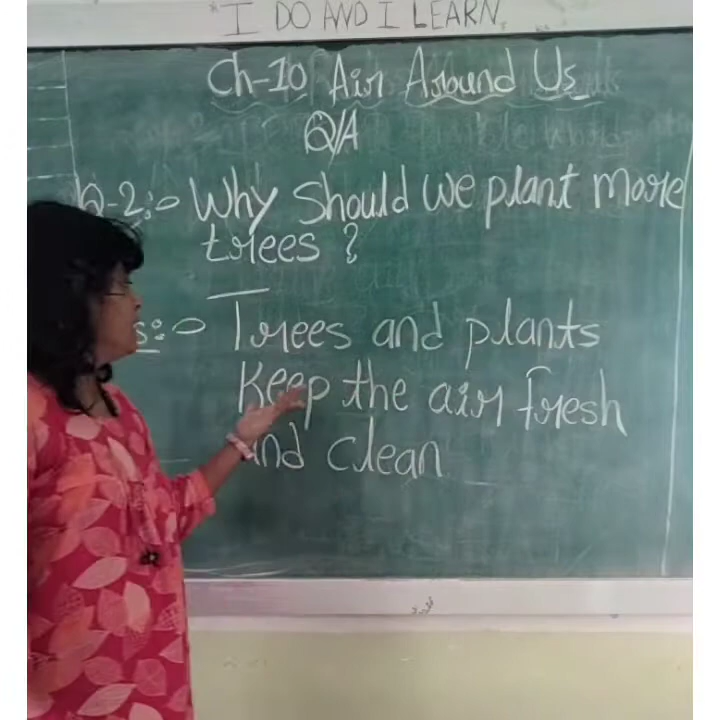 I DO AND I LEARN
Ch-10 Air Around Us
Q/A
Q-2:- Why Should we plant more
trees ?
s:- Trees and plants
Keep the air fresh
and clean